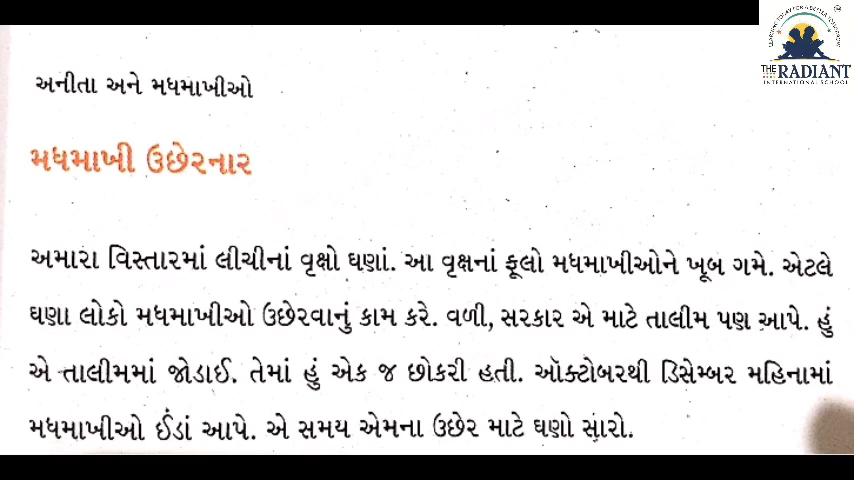 THE RADIANT
INTERNATIONAL SCHOOL
અનીતા અને મધમાખીઓ
મધમાખી ઉછેરનાર
અમારા વિસ્તારમાં લીચીનાં વૃક્ષો ઘણાં. આ વૃક્ષનાં ફૂલો મધમાખીઓને ખૂબ ગમે. એટલે
ઘણા લોકો મધમાખીઓ ઉછેરવાનું કામ કરે. વળી, સરકાર એ માટે તાલીમ પણ આપે. હું
એ તાલીમમાં જોડાઈ. તેમાં હું એક જ છોકરી હતી. ઑક્ટોબરથી ડિસેમ્બર મહિનામાં
મધમાખીઓ ઈંડાં આપે. એ સમય એમના ઉછેર માટે ઘણો સારો.